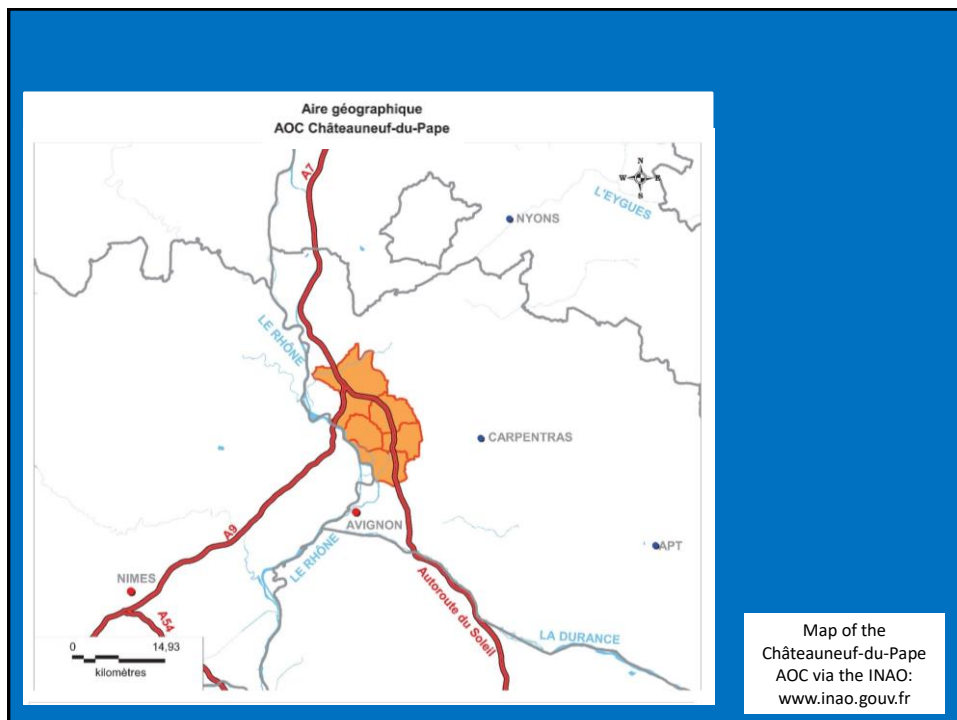 Aire géographique
AOC Châteauneuf-du-Pape
A7
N
W E
S
L'EYGUES
NYONS
LE RHÔNE
CARPENTRAS
A9
AVIGNON
LE RHÔNE
APT
NIMES
A54
Autoroute du Soleil
LA DURANCE
0 14,93
kilomètres
Map of the
Châteauneuf-du-Pape
AOC via the INAO:
www.inao.gouv.fr